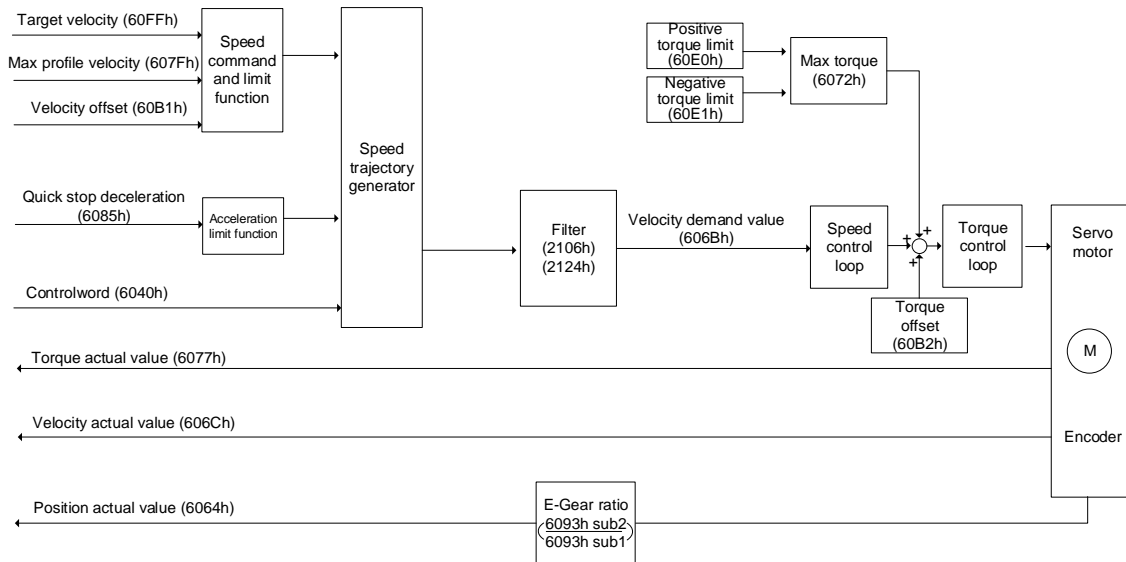 Target velocity (60FFh)
Max profile velocity (607Fh)
Velocity offset (60B1h)
Speed
command
and limit
function
Quick stop deceleration
(6085h)
Acceleration
limit function
Controlword (6040h)
Speed
trajectory
generator
Filter
(2106h)
(2124h)
Velocity demand value
(606Bh)
Positive
torque limit
(60E0h)
Negative
torque limit
(60E1h)
Max torque
(6072h)
Speed
control
loop
+
+
+
Torque
offset
(60B2h)
Torque
control
loop
Servo
motor
M
Encoder
Torque actual value (6077h)
Velocity actual value (606Ch)
Position actual value (6064h)
E-Gear ratio
(6093h sub2
6093h sub1)